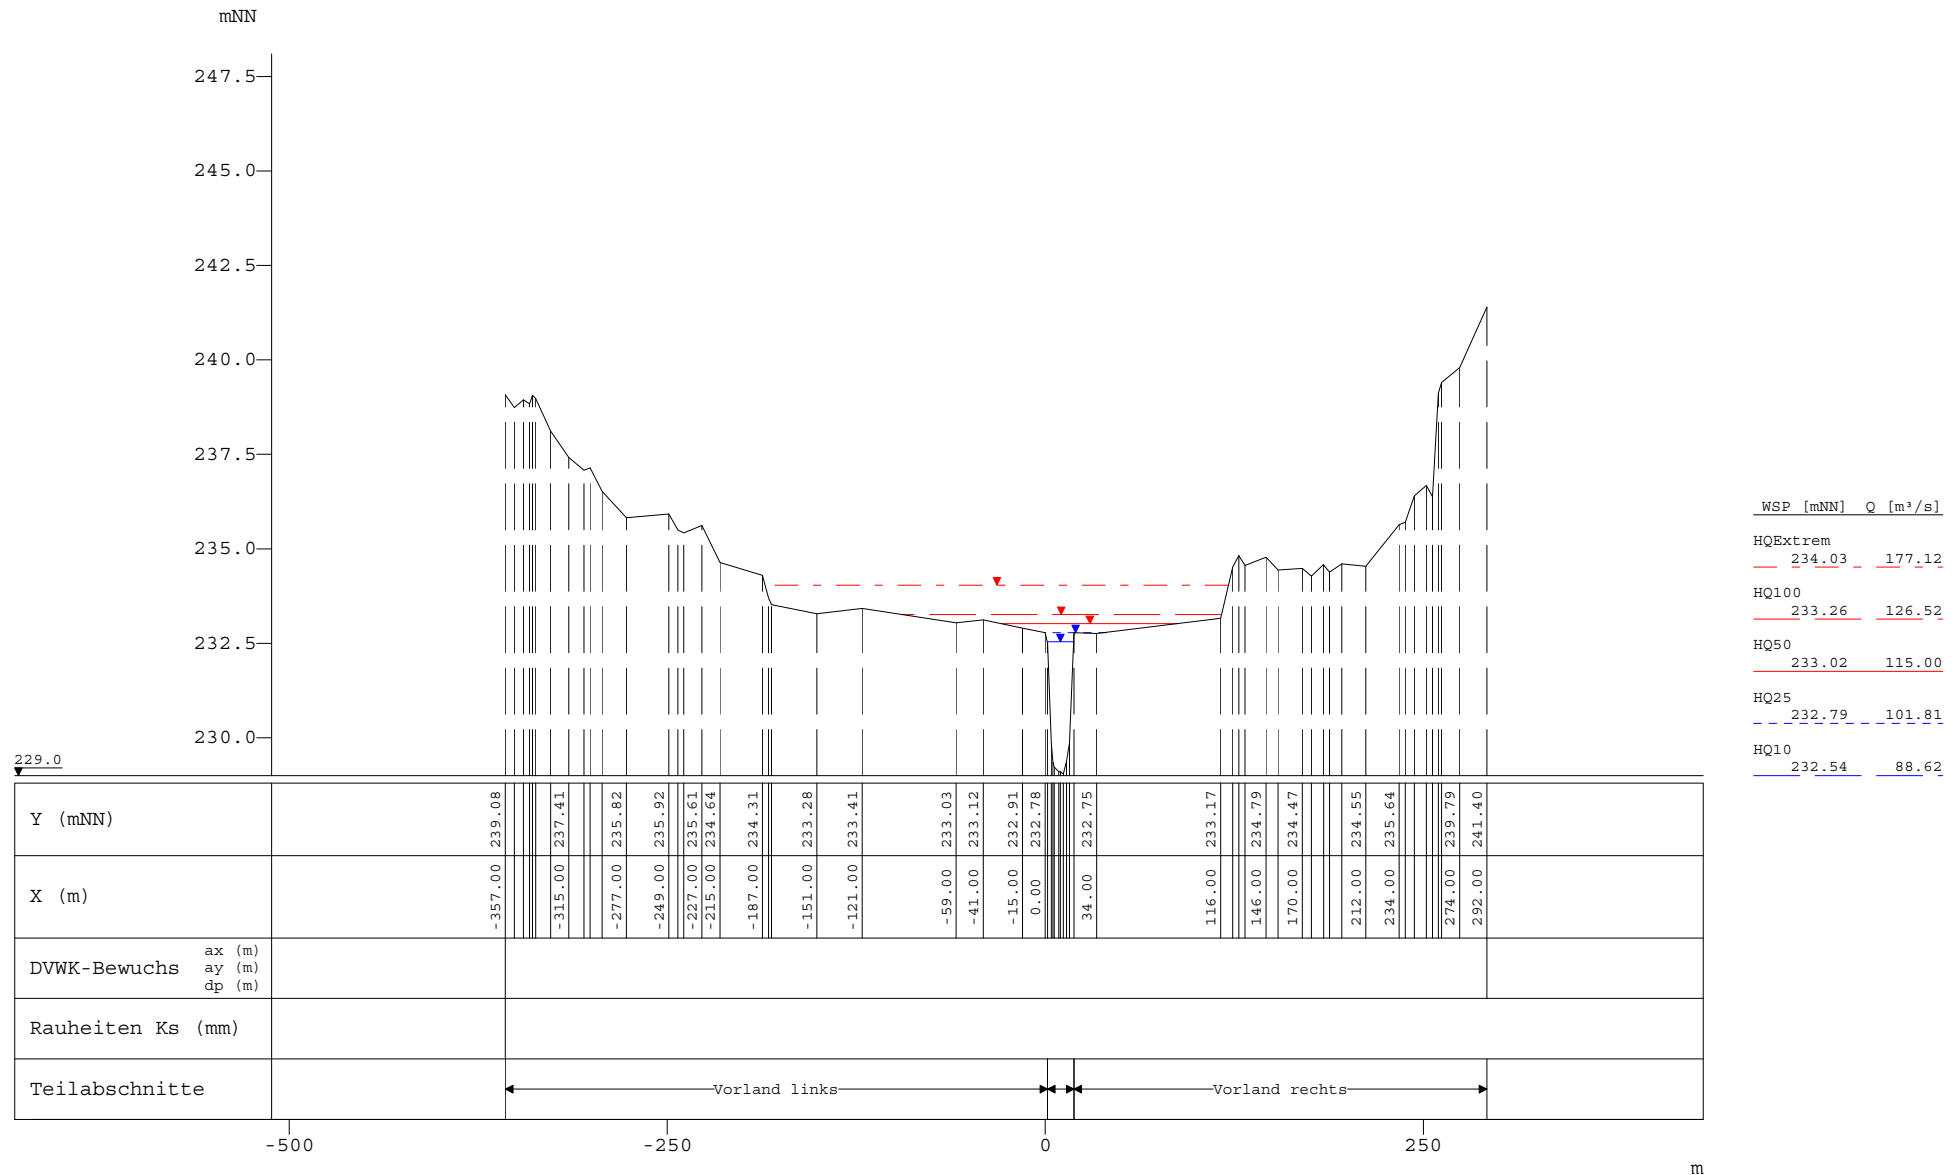 mNN
247.5
245.0
242.5
240.0
237.5
235.0
232.5
230.0
229.0
WSP [mNN] Q [m³/s]
HQExtrem
234.03 177.12
HQ100
233.26 126.52
HQ50
233.02 115.00
HQ25
232.79 101.81
HQ10
232.54 88.62
Y (mNN)
239.08 237.41 235.82 235.92 235.61 234.64 234.31 233.28 233.41 233.03 233.12 232.91 232.78 232.75 233.17 234.79 234.47 234.55 235.64 239.79 241.40
X (m)
-357.00 -315.00 -277.00 -249.00 -227.00 -215.00 -187.00 -151.00 -121.00 -59.00 -41.00 -15.00 0.00 34.00 116.00 146.00 170.00 212.00 234.00 274.00 292.00
DVWK-Bewuchs
ax (m)
ay (m)
dp (m)
Rauheiten Ks (mm)
Teilabschnitte
Vorland links
Vorland rechts
-500 -250 0 250
m